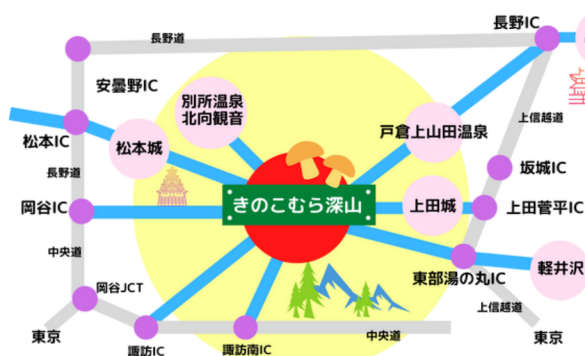 長野IC
長野道
安曇野IC
別所温泉
北向観音
上信越道
戸倉上山田温泉
松本IC
松本城
坂城IC
長野道
きのこむら深山
岡谷IC
上田城
上田菅平IC
中央道
軽井沢
東部湯の丸IC
岡谷JCT
上信越道
東京
諏訪IC
諏訪南IC
中央道
東京